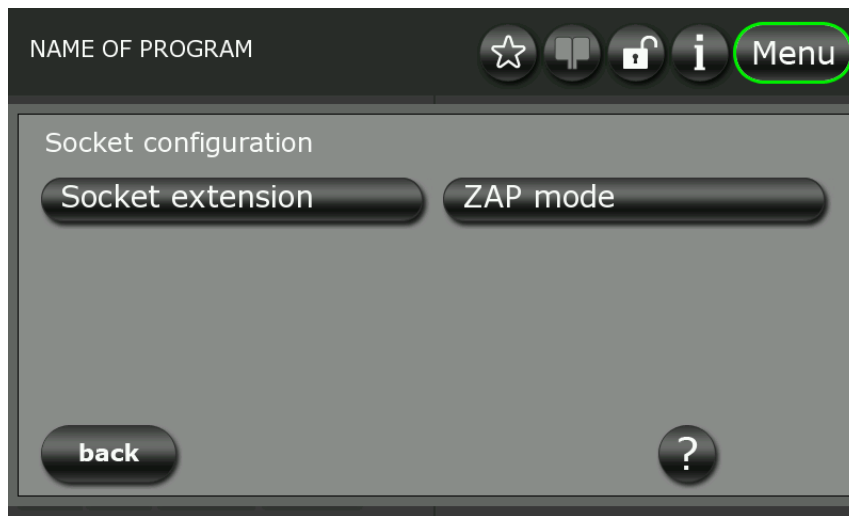 NAME OF PROGRAM
i
Menu
Socket configuration
Socket extension
ZAP mode
back
?